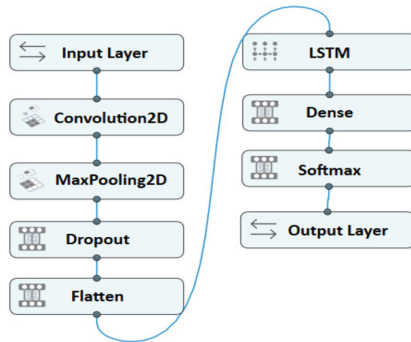 Input Layer
Convolution2D
MaxPooling2D
Dropout
Flatten
LSTM
Dense
Softmax
Output Layer